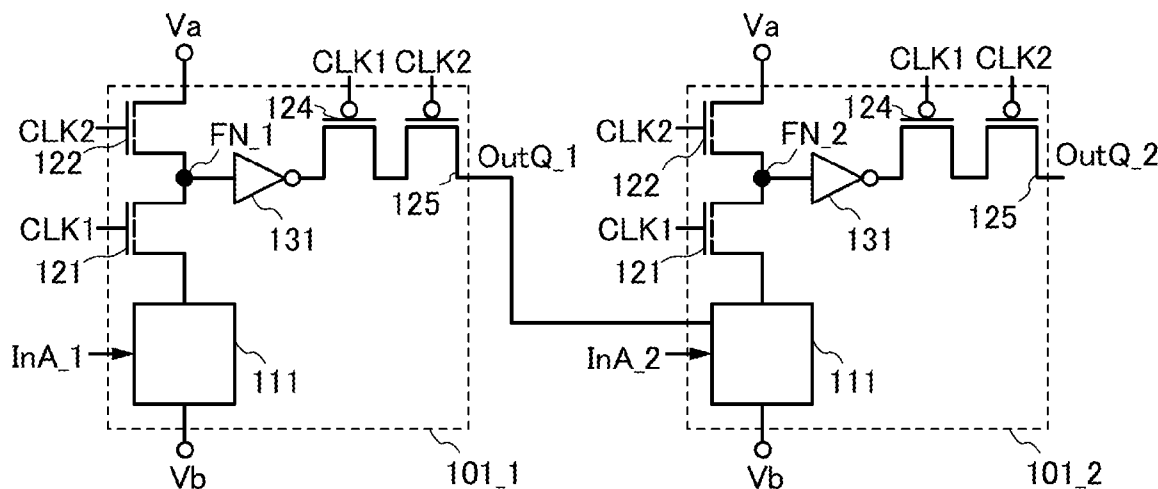 Va
CLK1 CLK2
124
CLK2
122
FN_1
OutQ_1
125
131
CLK1
121
InA_1
111
Vb
101_1
Va
CLK1 CLK2
124
CLK2
122
FN_2
OutQ_2
125
131
CLK1
121
InA_2
111
Vb
101_2